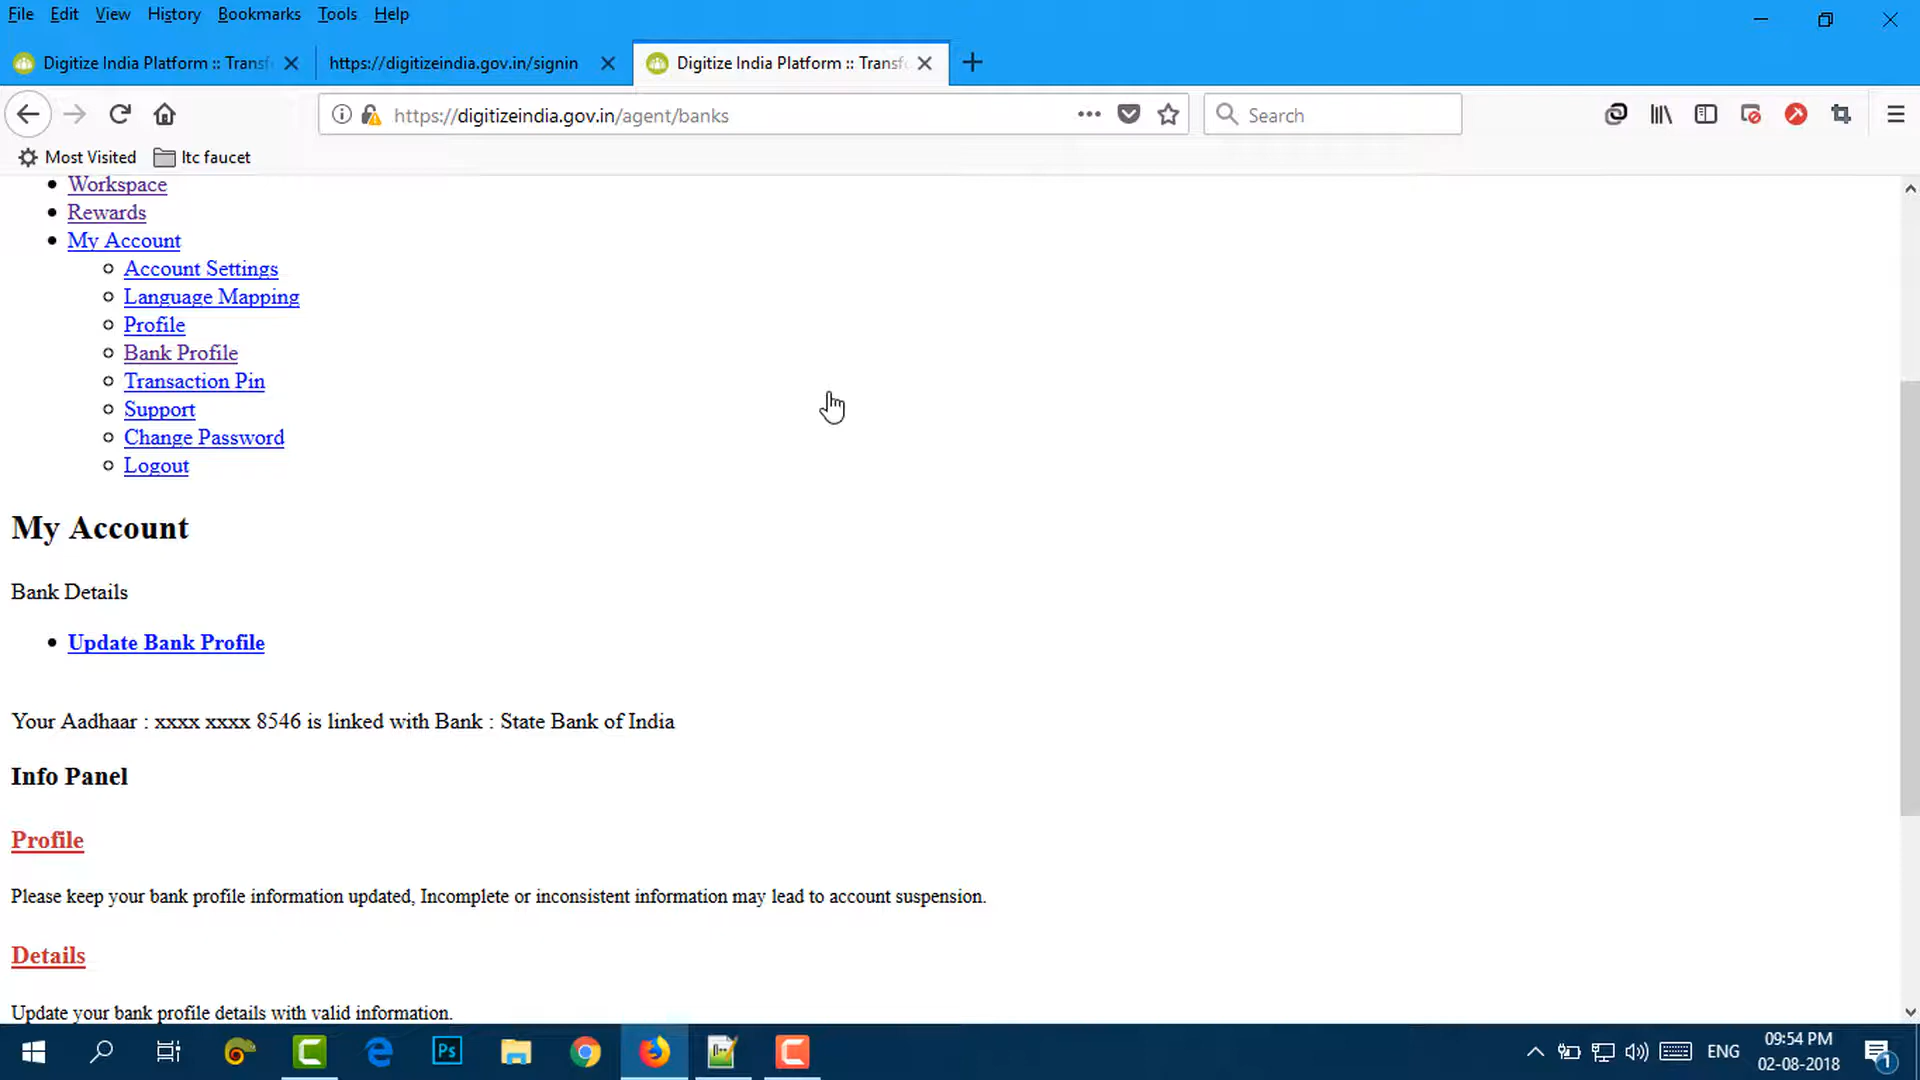 File Edit View History Bookmarks Tools Help
Digitize India Platform :: Transf
https://digitizeindia.gov.in/signin
Digitize India Platform :: Transf
https://digitizeindia.gov.in/agent/banks
Search
Most Visited
ltc faucet
Workspace
Rewards
My Account
Account Settings
Language Mapping
Profile
Bank Profile
Transaction Pin
Support
Change Password
Logout
My Account
Bank Details
Update Bank Profile
Your Aadhaar : xxxx xxxx 8546 is linked with Bank : State Bank of India
Info Panel
Profile
Please keep your bank profile information updated, Incomplete or inconsistent information may lead to account suspension.
Details
Update your bank profile details with valid information.
Ps
ENG
09:54 PM
02-08-2018
1